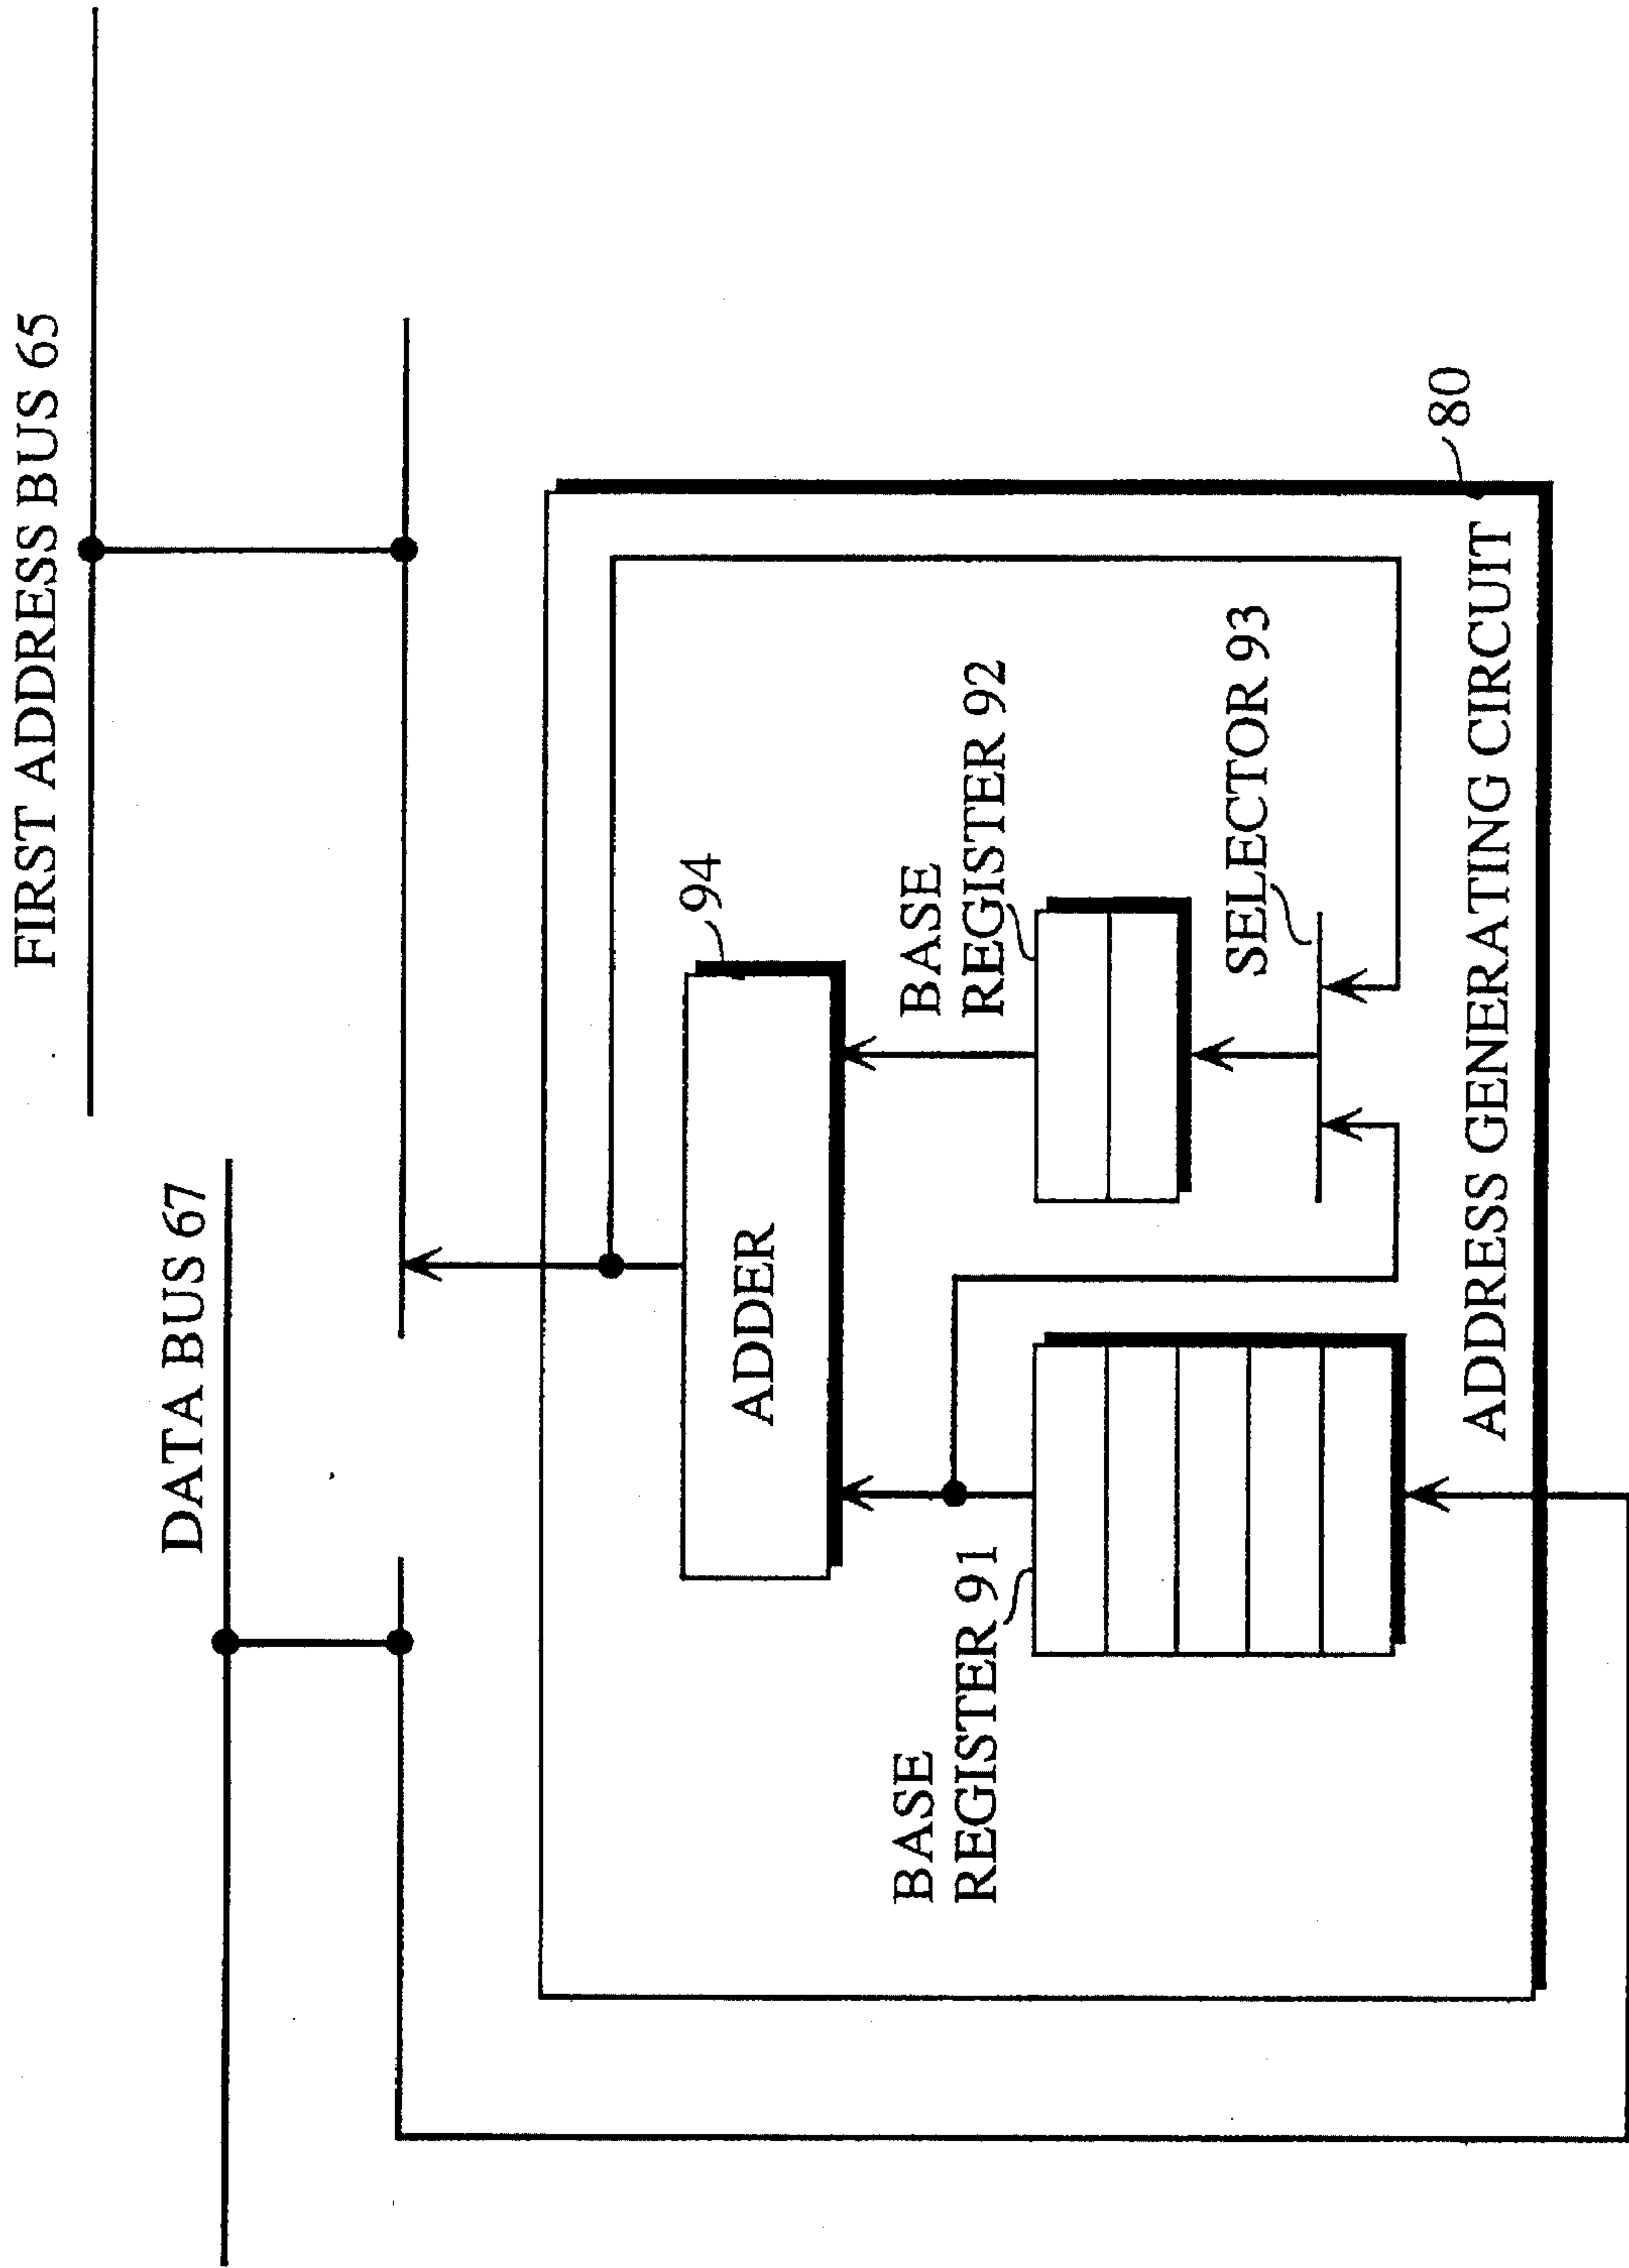 FIRST ADDRESS BUS 65
DATA BUS 67
ADDER
94
BASE
REGISTER 91
BASE
REGISTER 92
SELECTOR 93
ADDRESS GENERATING CIRCUIT
80